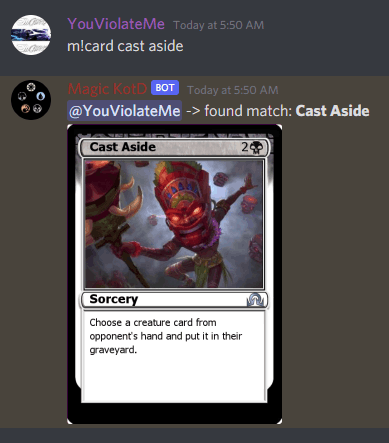 YouViolateMe Today at 5:50 AM
m!card cast aside
Magic KotD BOT Today at 5:50 AM
@YouViolateMe -> found match: Cast Aside
Cast Aside 2
Sorcery
Choose a creature card from
opponent's hand and put it in their
graveyard.